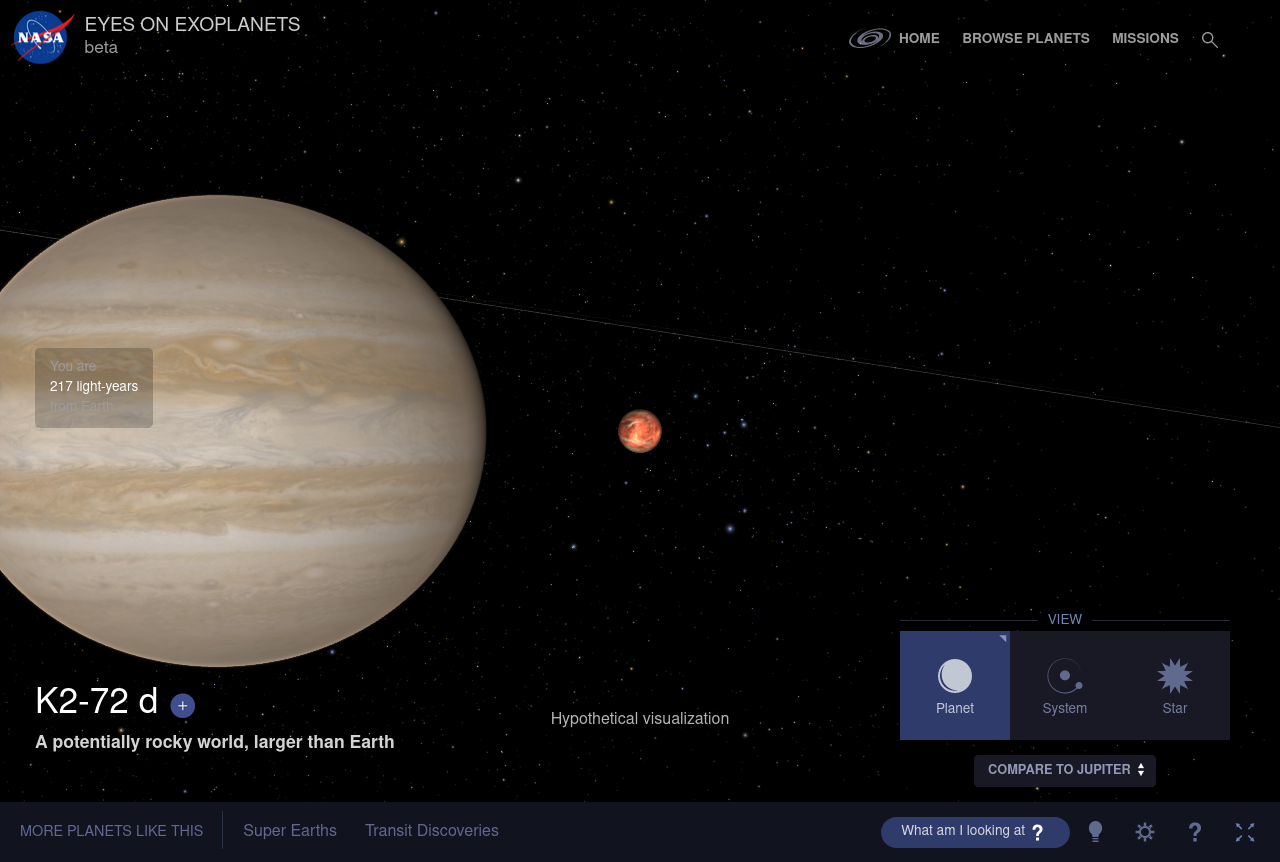 NASA
EYES ON EXOPLANETS
beta
HOME
BROWSE PLANETS
MISSIONS
You are
217 light-years
from Earth
K2-72 d +
A potentially rocky world, larger than Earth
Hypothetical visualization
VIEW
Planet
System
Star
COMPARE TO JUPITER
MORE PLANETS LIKE THIS
Super Earths
Transit Discoveries
What am I looking at ?
?